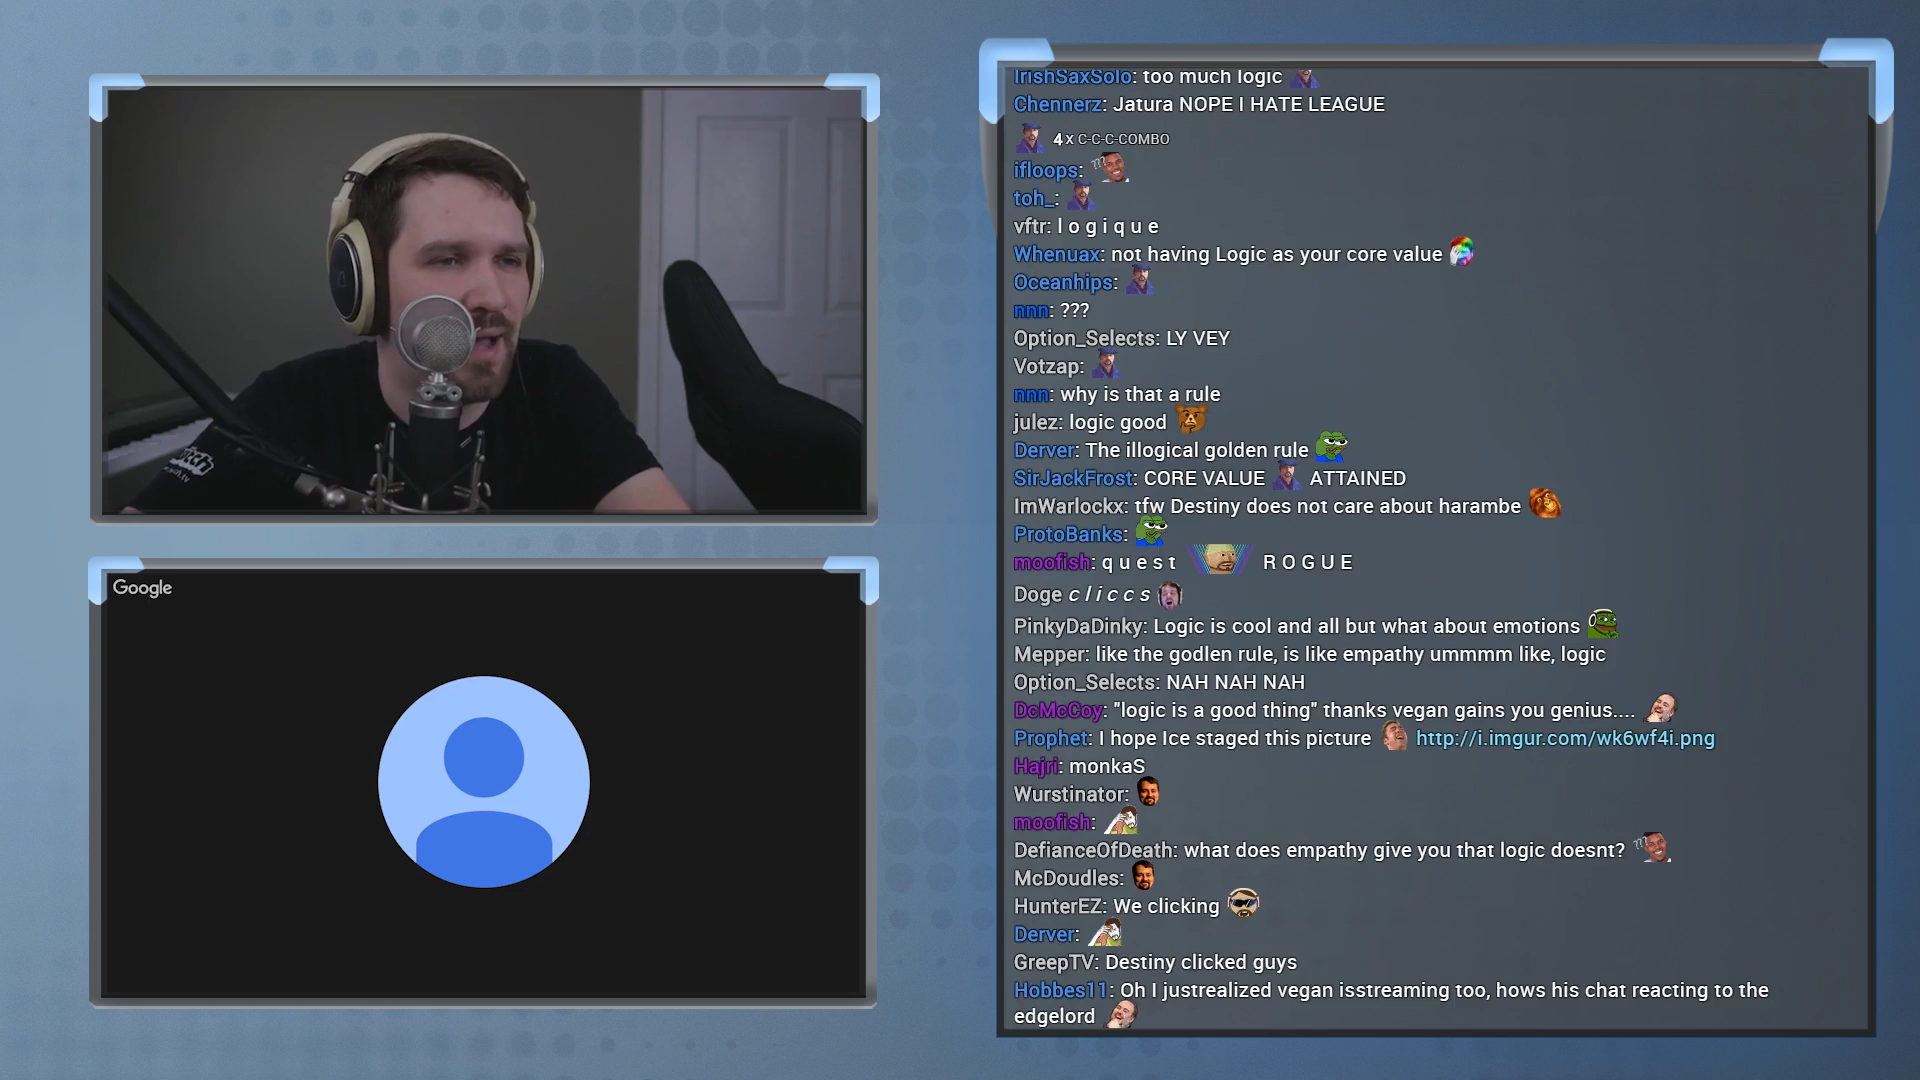 IrishSaxSolo: too much logic
Chennerz: Jatura NOPE I HATE LEAGUE
4x C-C-C-COMBO
ifloops:
toh_:
vftr: l o g i q u e
Whenuax: not having Logic as your core value
Oceanhips:
nnn: ???
Option_Selects: LY VEY
Votzap:
nnn: why is that a rule
julez: logic good
Derver: The illogical golden rule
SirJackFrost: CORE VALUE ATTAINED
ImWarlockx: tfw Destiny does not care about harambe
ProtoBanks:
moofish: q u e s t R O G U E
Doge c l i c c s
PinkyDaDinky: Logic is cool and all but what about emotions
Mepper: like the godlen rule, is like empathy ummmm like, logic
Option_Selects: NAH NAH NAH
DcMcCoy: "logic is a good thing" thanks vegan gains you genius....
Prophet: I hope Ice staged this picture http://i.imgur.com/wk6wf4i.png
Hajri: monkaS
Wurstinator:
moofish:
DefianceOfDeath: what does empathy give you that logic doesnt?
McDoudles:
HunterEZ: We clicking
Derver:
GreepTV: Destiny clicked guys
Hobbes11: Oh I justrealized vegan isstreaming too, hows his chat reacting to the
edgelord
twitch
Google